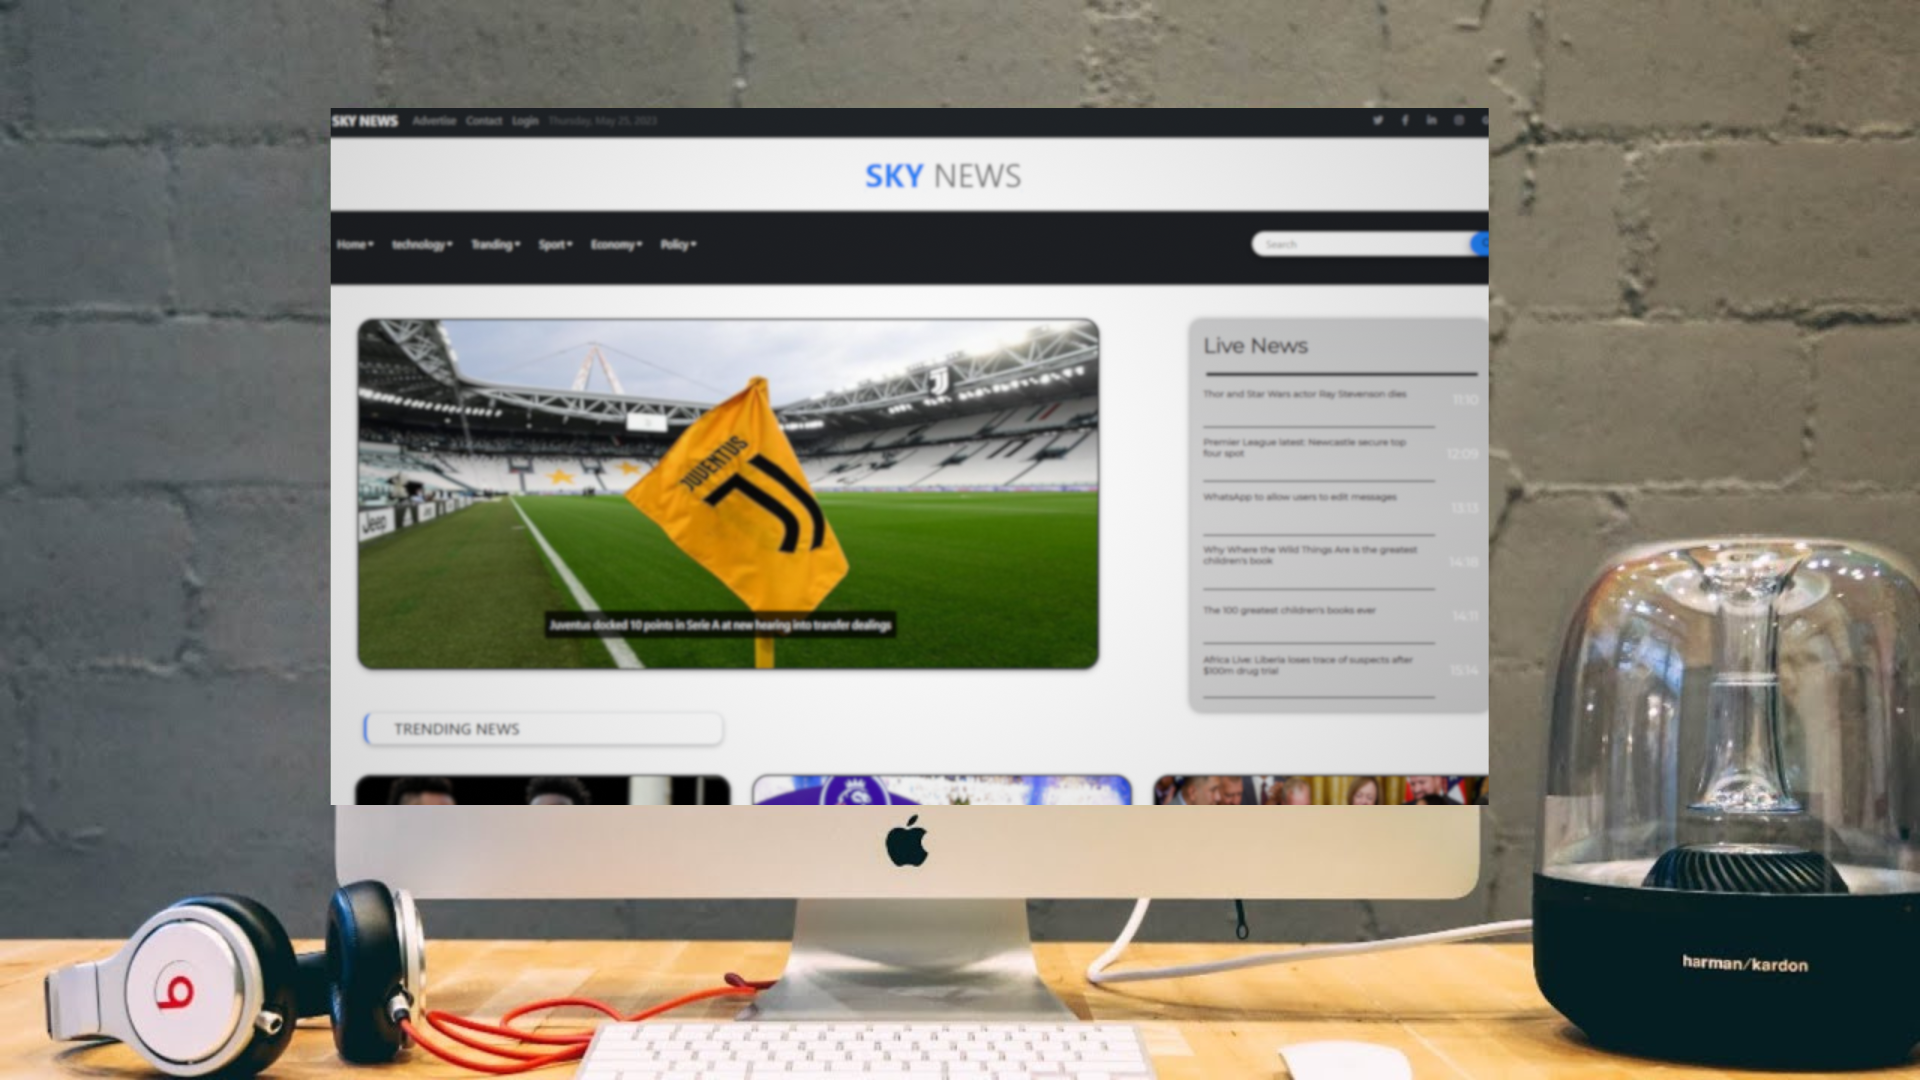 SKY NEWS Advertise Contact Login Thursday, May 25, 2023
SKY NEWS
Home technology Tranding Sport Economy Policy
Search
JUVENTUS
Jeep
Juventus docked 10 points in Serie A at new hearing into transfer dealings
Live News
Thor and Star Wars actor Ray Stevenson dies
11:10
Premier League latest: Newcastle secure top
four spot
12:09
WhatsApp to allow users to edit messages
13:13
Why Where the Wild Things Are is the greatest
children's book
14:18
The 100 greatest children's books ever
14:11
Africa Live: Liberia loses trace of suspects after
$100m drug trial
15:14
TRENDING NEWS
b
harman/kardon